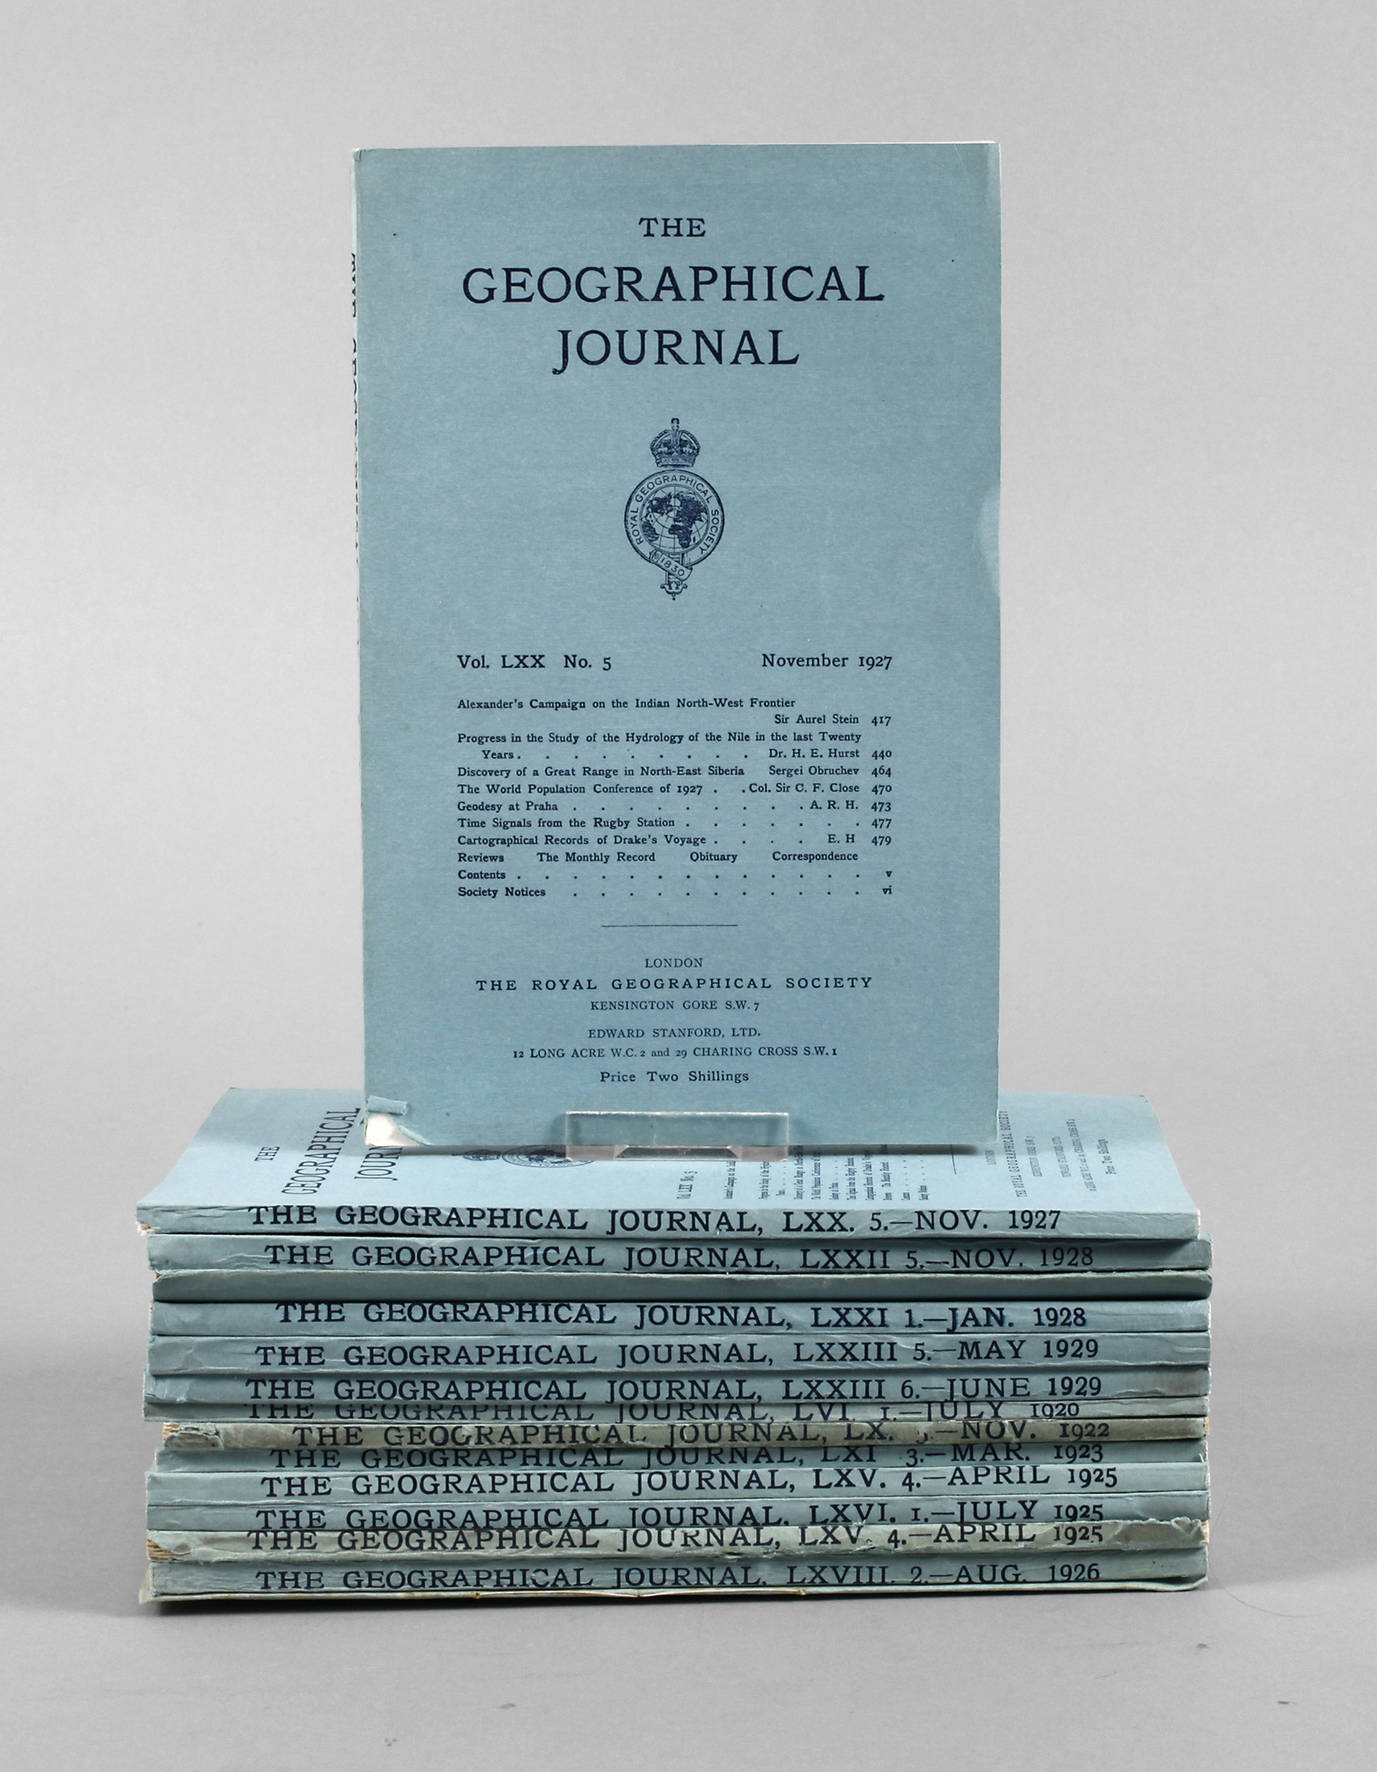 THE
GEOGRAPHICAL
JOURNAL
ROYAL GEOGRAPHICAL SOCIETY
1830
Vol. LXX No. 5 November 1927
Alexander's Campaign on the Indian North-West Frontier
Sir Aurel Stein 417
Progress in the Study of the Hydrology of the Nile in the last Twenty
Years . . . . . . . . . Dr. H. E. Hurst 440
Discovery of a Great Range in North-East Siberia Sergei Obruchev 464
The World Population Conference of 1927 . . Col. Sir C. F. Close 470
Geodesy at Praha . . . . . . . . . A. R. H. 473
Time Signals from the Rugby Station . . . . . . . 477
Cartographical Records of Drake's Voyage . . . . E. H 479
Reviews The Monthly Record Obituary Correspondence
Contents . . . . . . . . . . . . . v
Society Notices . . . . . . . . . . . vi
LONDON
THE ROYAL GEOGRAPHICAL SOCIETY
KENSINGTON GORE S.W. 7
EDWARD STANFORD, LTD.
12 LONG ACRE W.C. 2 and 29 CHARING CROSS S.W. 1
Price Two Shillings
THE
GEOGRAPHICAL
THE GEOGRAPHICAL JOURNAL, LXX. 5.—NOV. 1927
THE GEOGRAPHICAL JOURNAL, LXXII 5.—NOV. 1928
THE GEOGRAPHICAL JOURNAL, LXXI 1.—JAN. 1928
THE GEOGRAPHICAL JOURNAL, LXXIII 5.—MAY 1929
THE GEOGRAPHICAL JOURNAL, LXXIII 6.—JUNE 1929
THE GEOGRAPHICAL JOURNAL, LVI. 1.—JULY 1920
THE GEOGRAPHICAL JOURNAL, LX. 5.—NOV. 1922
THE GEOGRAPHICAL JOURNAL, LXI 3.—MAR. 1923
THE GEOGRAPHICAL JOURNAL, LXV. 4.—APRIL 1925
THE GEOGRAPHICAL JOURNAL. LXVI. 1.—JULY 1925
THE GEOGRAPHICAL JOURNAL, LXV. 4.—APRIL 1925
THE GEOGRAPHICAL JOURNAL. LXVIII. 2.—AUG. 1926